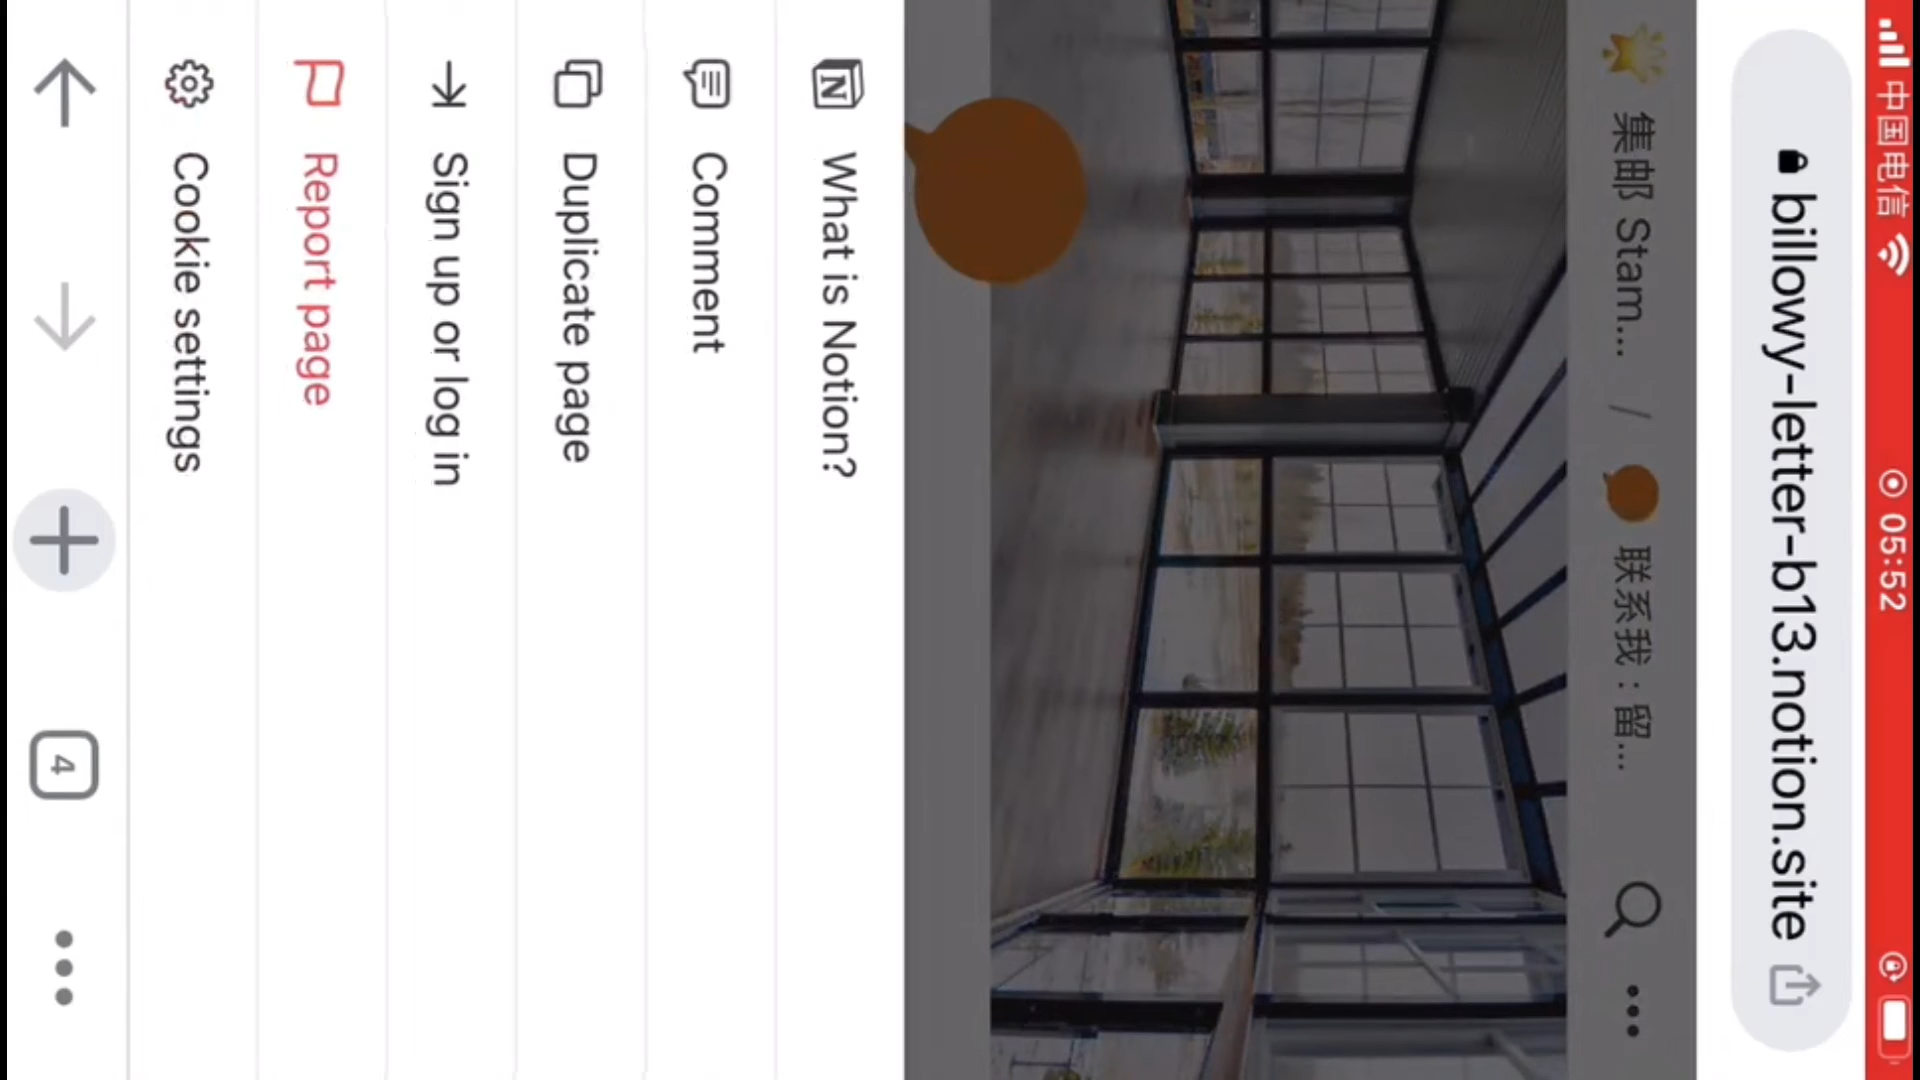 中国电信 05:52
billowy-letter-b13.notion.site
集邮 Stam... / 联系我：留...
What is Notion?
Comment
Duplicate page
Sign up or log in
Report page
Cookie settings
4